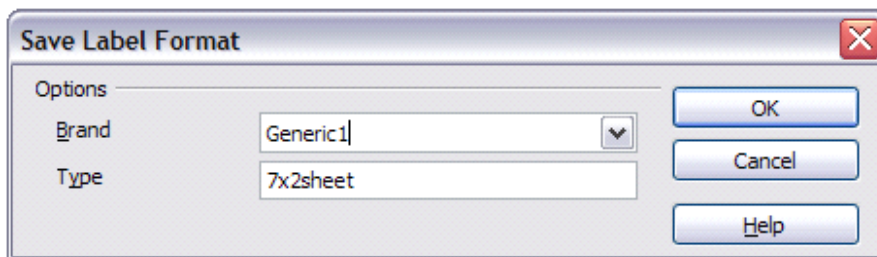 Save Label Format
Options
Brand
Generic1
Type
7x2sheet
OK
Cancel
Help